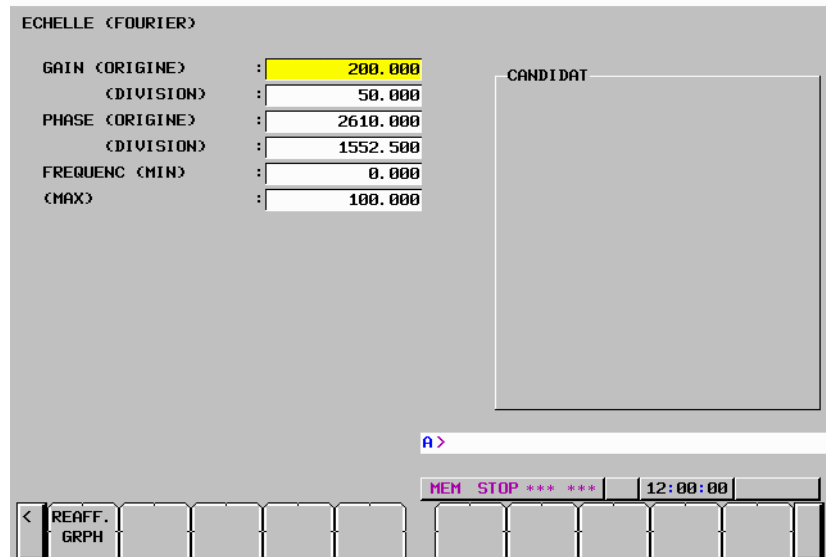 ECHELLE (FOURIER)
GAIN (ORIGINE) : 200.000
(DIVISION) : 50.000
PHASE (ORIGINE) : 2610.000
(DIVISION) : 1552.500
FREQUENC (MIN) : 0.000
(MAX) : 100.000
CANDIDAT
A>
MEM STOP *** *** 12:00:00
< REAFF.
GRPH